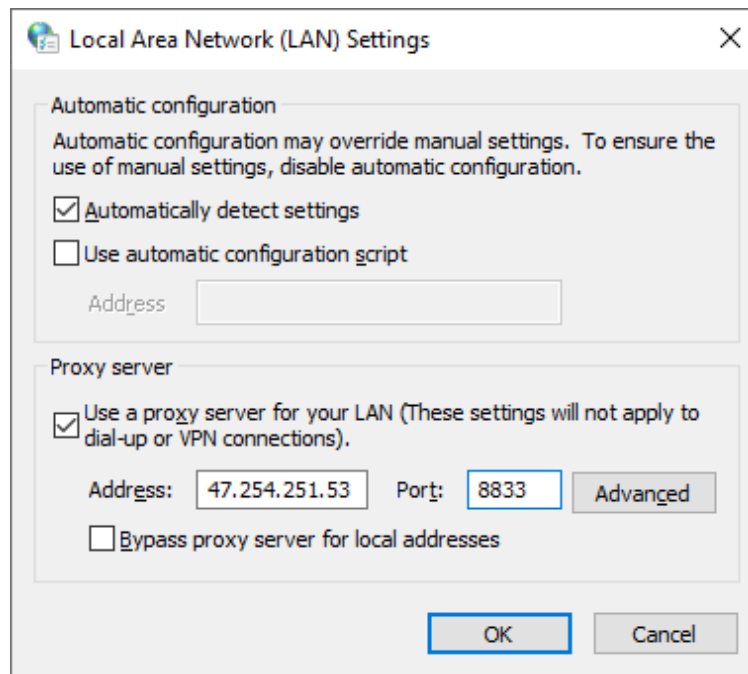 Local Area Network (LAN) Settings
Automatic configuration
Automatic configuration may override manual settings.  To ensure the
use of manual settings, disable automatic configuration.
Automatically detect settings
Use automatic configuration script
Address
Proxy server
Use a proxy server for your LAN (These settings will not apply to
dial-up or VPN connections).
Address: 47.254.251.53 Port: 8833 Advanced
Bypass proxy server for local addresses
OK Cancel